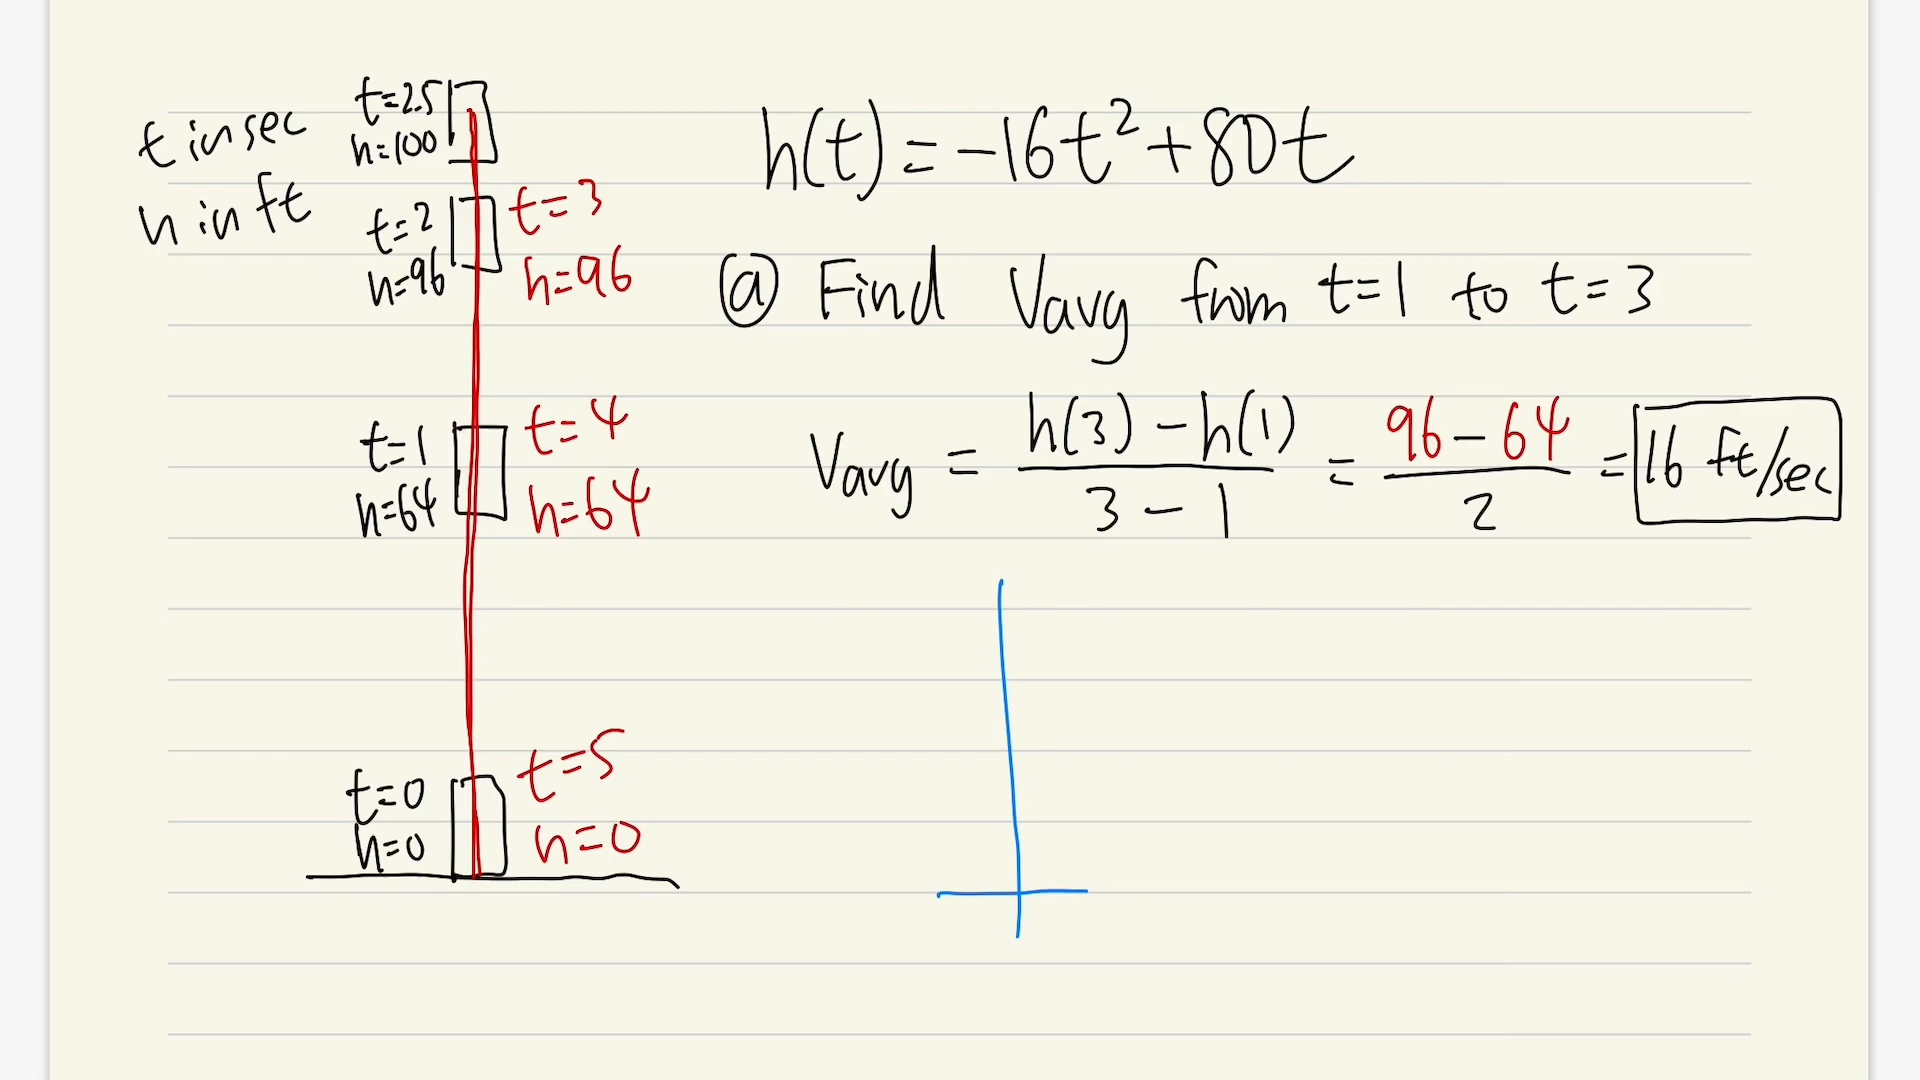 t in sec
h in ft
t=2.5
h=100
t=2
h=96
t=3
h=96
t=1
h=64
t=4
h=64
t=0
h=0
t=5
h=0
h(t) = -16t² + 80t
ⓐ Find Vavg from t=1 to t=3
Vavg = h(3) - h(1) / 3 - 1 = 96 - 64 / 2 = 16 ft/sec